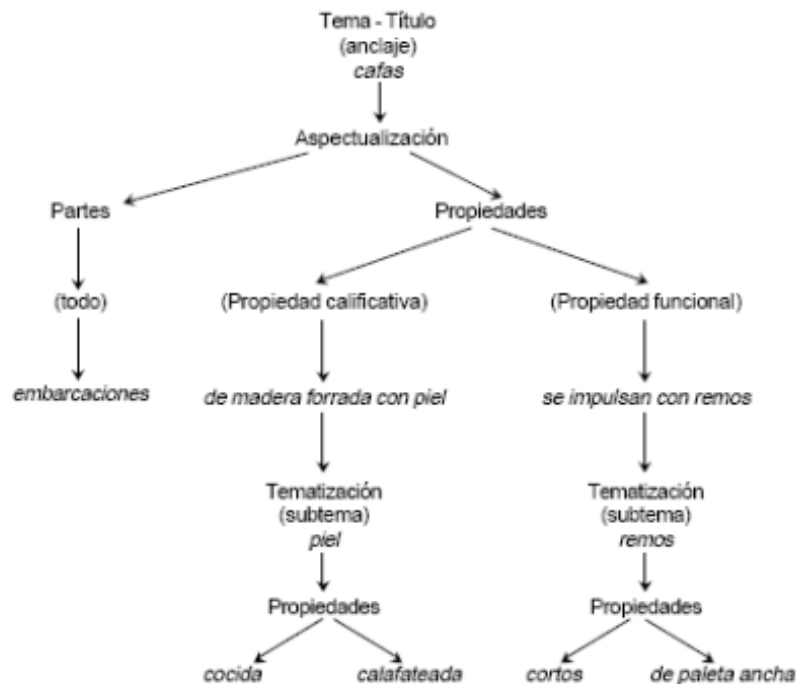 Tema - Título
(anclaje)
cafas
Aspectualización
Partes
Propiedades
(todo)
(Propiedad calificativa)
(Propiedad funcional)
embarcaciones
de madera forrada con piel
se impulsan con remos
Tematización
(subtema)
piel
Tematización
(subtema)
remos
Propiedades
Propiedades
cocida
calafateada
cortos
de paleta ancha